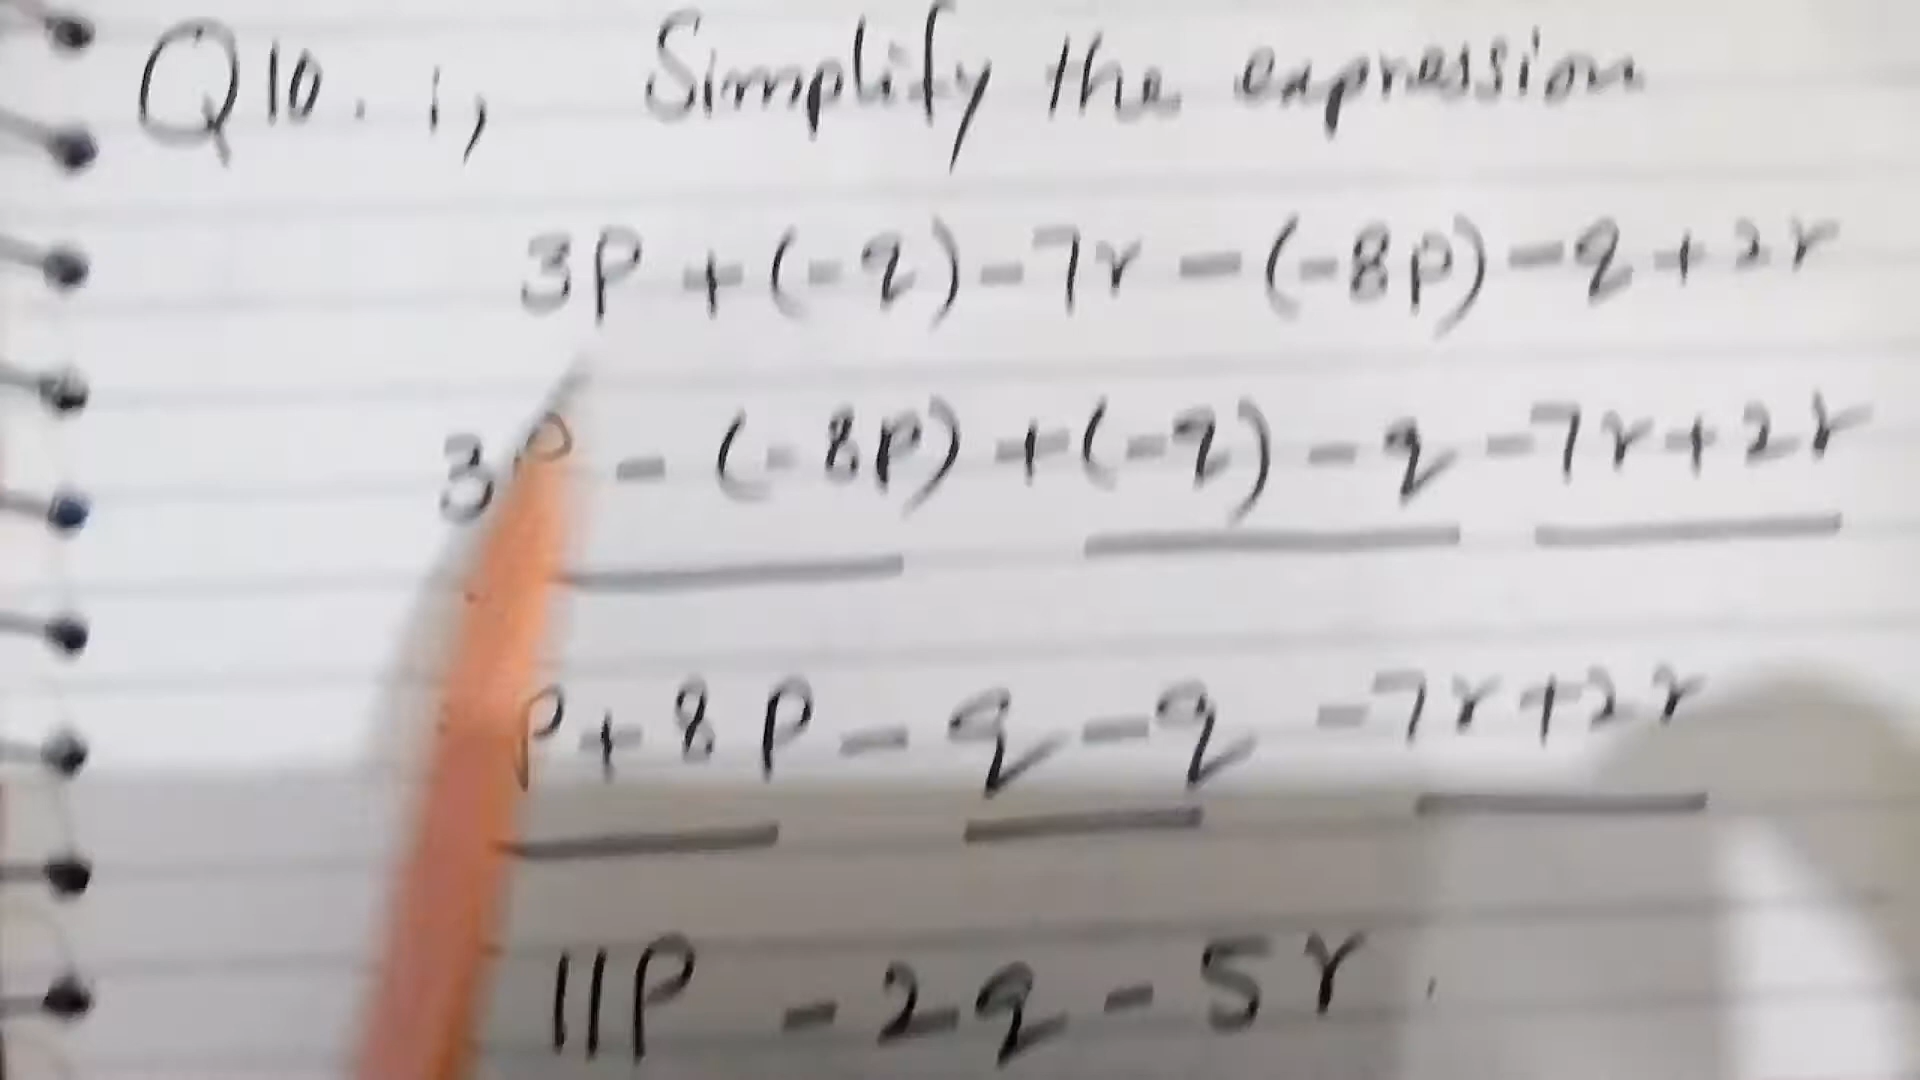 Q10. i, Simplify the expression
3p + (-q) - 7r - (-8p) - q + 2r
3p - (-8p) + (-q) - q - 7r + 2r
p + 8p - q - q - 7r + 2r
11p - 2q - 5r.